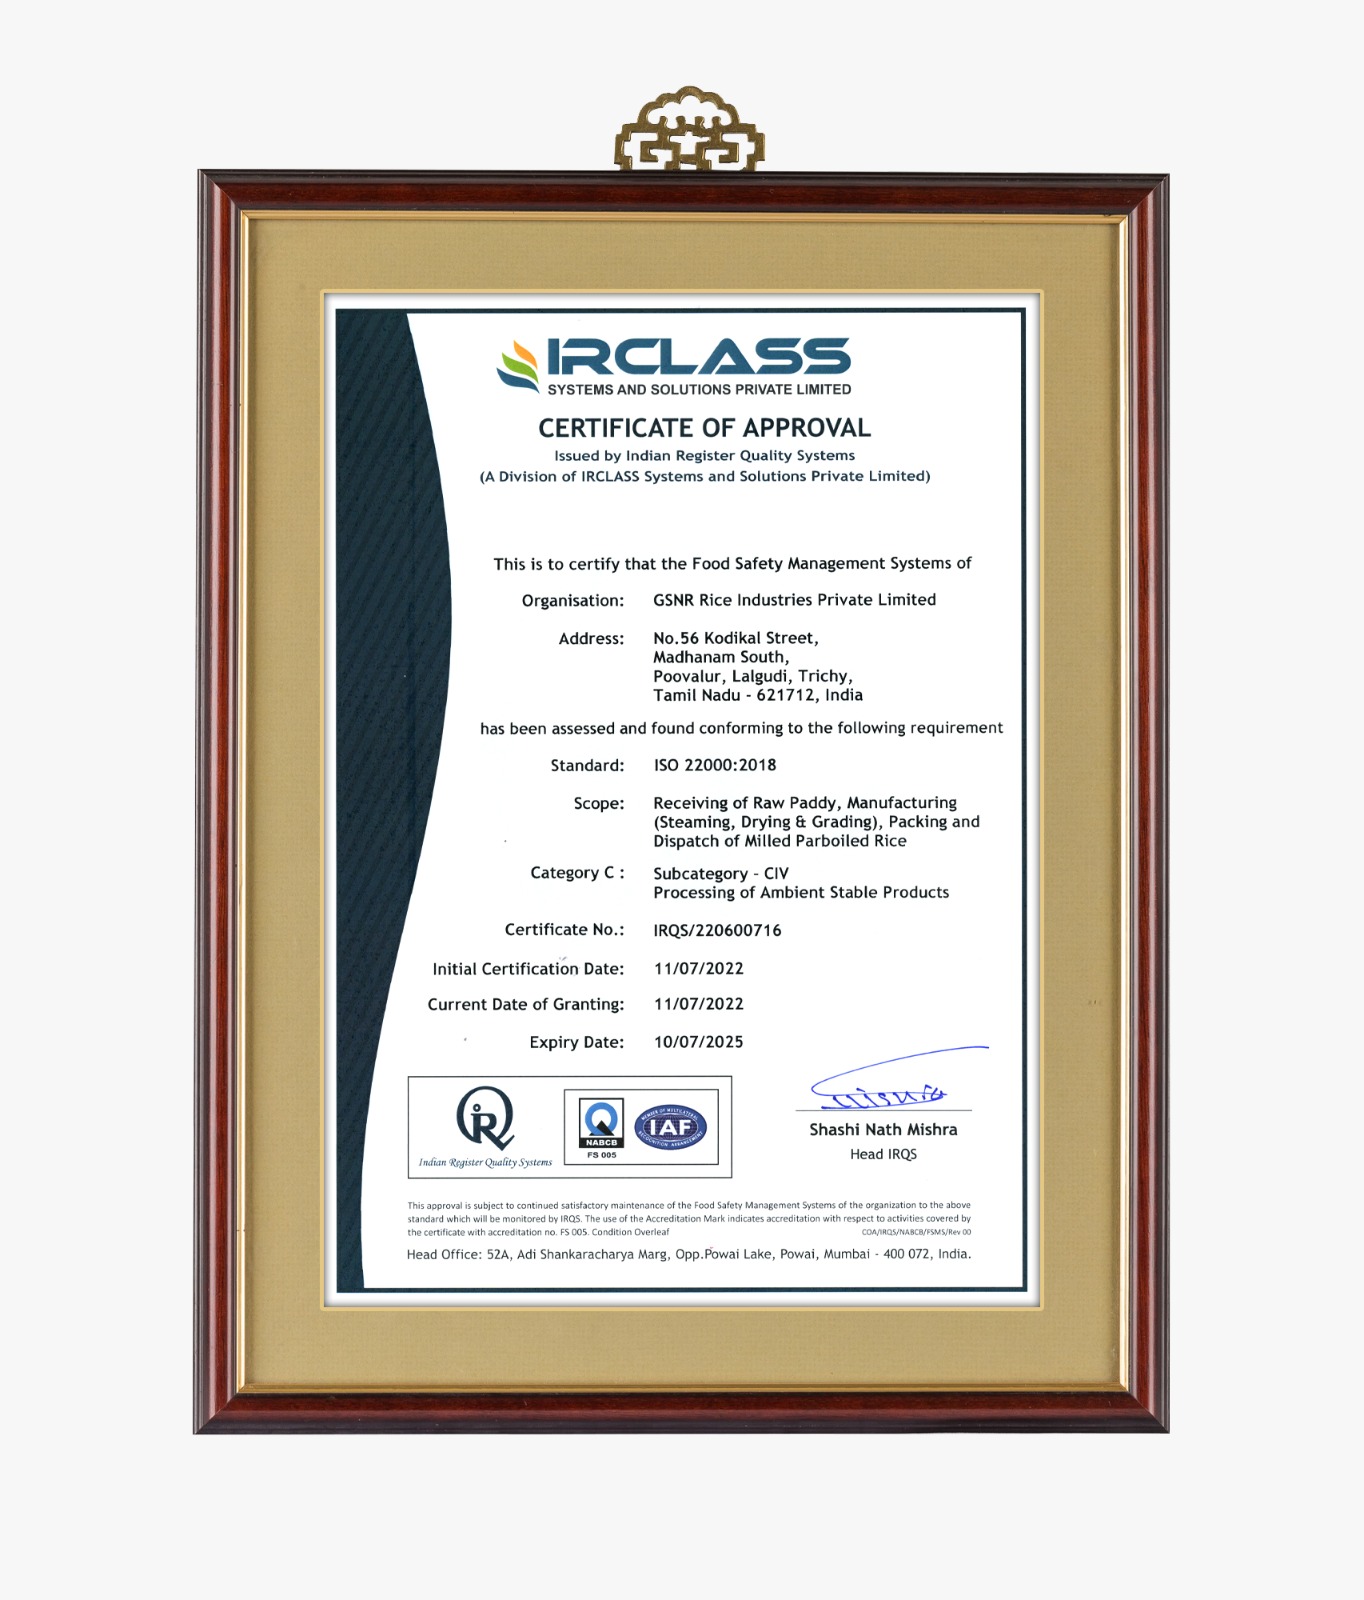 IRCLASS
SYSTEMS AND SOLUTIONS PRIVATE LIMITED
CERTIFICATE OF APPROVAL
Issued by Indian Register Quality Systems
(A Division of IRCLASS Systems and Solutions Private Limited)
This is to certify that the Food Safety Management Systems of
Organisation: GSNR Rice Industries Private Limited
Address: No.56 Kodikal Street,
Madhanam South,
Poovalur, Lalgudi, Trichy,
Tamil Nadu - 621712, India
has been assessed and found conforming to the following requirement
Standard: ISO 22000:2018
Scope: Receiving of Raw Paddy, Manufacturing
(Steaming, Drying & Grading), Packing and
Dispatch of Milled Parboiled Rice
Category C : Subcategory - CIV
Processing of Ambient Stable Products
Certificate No.: IRQS/220600716
Initial Certification Date: 11/07/2022
Current Date of Granting: 11/07/2022
Expiry Date: 10/07/2025
IRQ
Indian Register Quality Systems
NABCB
FS 005
MEMBER OF MULTILATERAL
IAF
RECOGNITION ARRANGEMENT
Mishra
Shashi Nath Mishra
Head IRQS
This approval is subject to continued satisfactory maintenance of the Food Safety Management Systems of the organization to the above
standard which will be monitored by IRQS. The use of the Accreditation Mark indicates accreditation with respect to activities covered by
the certificate with accreditation no. FS 005. Condition Overleaf COA/IRQS/NABCB/FSMS/Rev 00
Head Office: 52A, Adi Shankaracharya Marg, Opp.Powai Lake, Powai, Mumbai - 400 072, India.